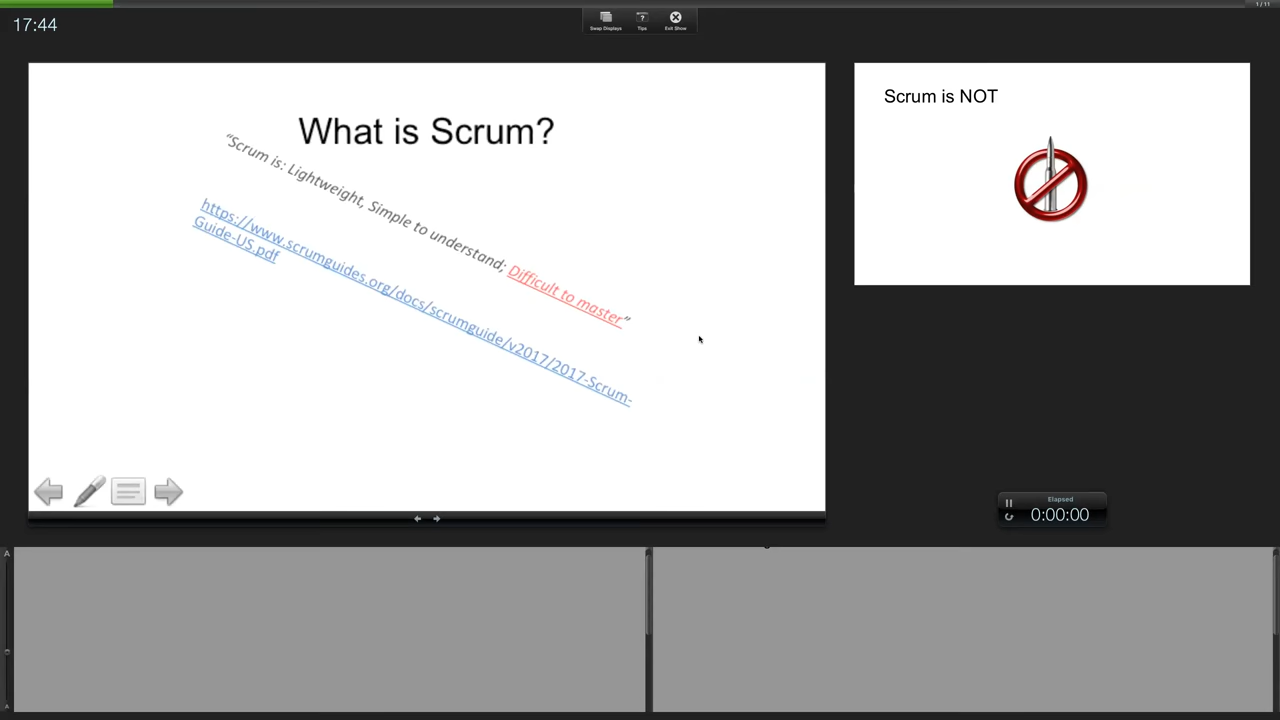 1 / 11
17:44
Swap Displays
Tips
Exit Show
What is Scrum?
“Scrum is: Lightweight, Simple to understand; Difficult to master”
https://www.scrumguides.org/docs/scrumguide/v2017/2017-Scrum-
Guide-US.pdf
Scrum is NOT
Elapsed
0:00:00
A
A